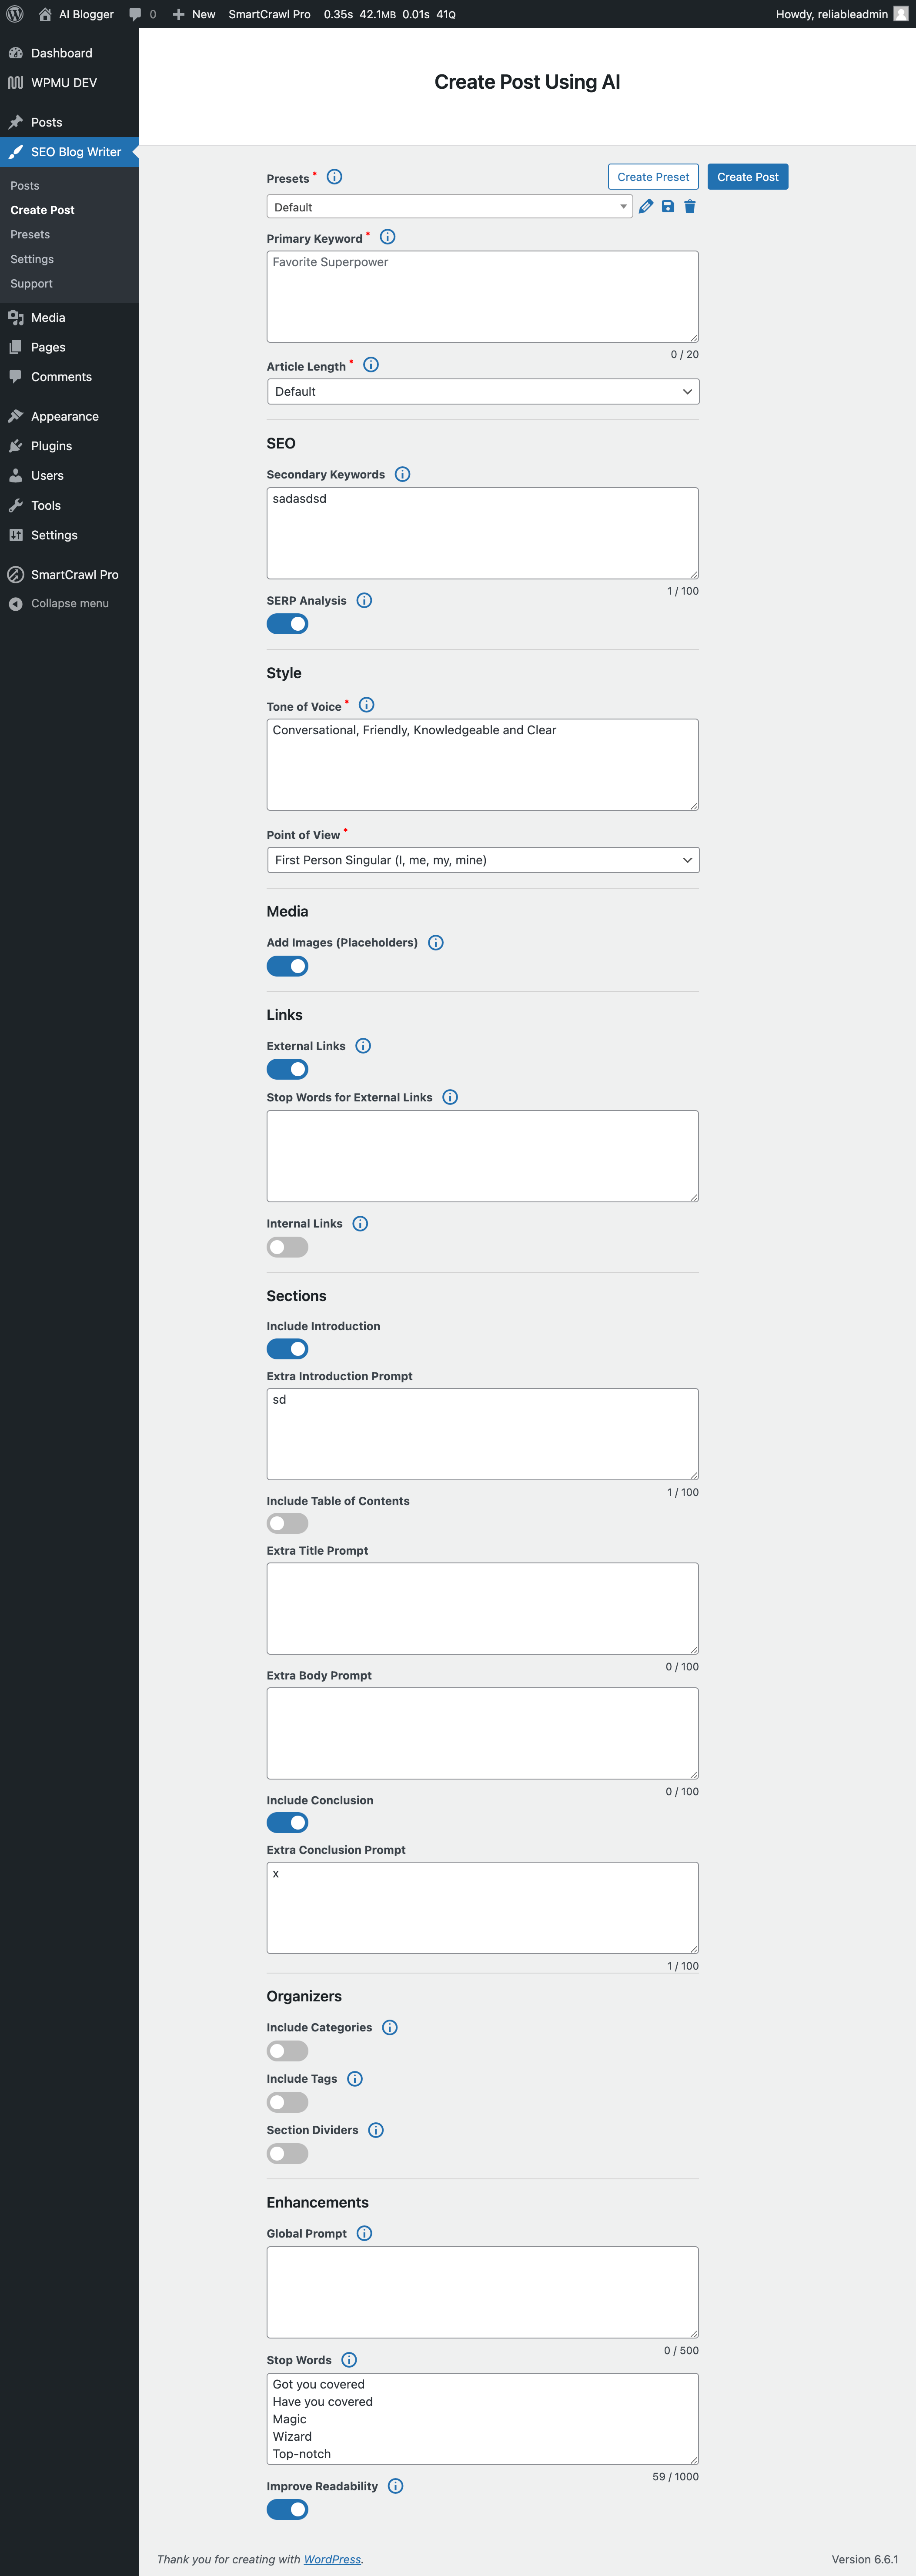 AI Blogger 0 New SmartCrawl Pro 0.35s 42.1MB 0.01s 41Q Howdy, reliableadmin
Dashboard
WPMU DEV
Posts
SEO Blog Writer
Posts
Create Post
Presets
Settings
Support
Media
Pages
Comments
Appearance
Plugins
Users
Tools
Settings
SmartCrawl Pro
Collapse menu
Create Post Using AI
Presets *
Create Preset
Create Post
Default
Primary Keyword *
Favorite Superpower
0 / 20
Article Length *
Default
SEO
Secondary Keywords
sadasdsd
1 / 100
SERP Analysis
Style
Tone of Voice *
Conversational, Friendly, Knowledgeable and Clear
Point of View *
First Person Singular (I, me, my, mine)
Media
Add Images (Placeholders)
Links
External Links
Stop Words for External Links
Internal Links
Sections
Include Introduction
Extra Introduction Prompt
sd
1 / 100
Include Table of Contents
Extra Title Prompt
0 / 100
Extra Body Prompt
0 / 100
Include Conclusion
Extra Conclusion Prompt
x
1 / 100
Organizers
Include Categories
Include Tags
Section Dividers
Enhancements
Global Prompt
0 / 500
Stop Words
Got you covered
Have you covered
Magic
Wizard
Top-notch
59 / 1000
Improve Readability
Thank you for creating with WordPress.
Version 6.6.1